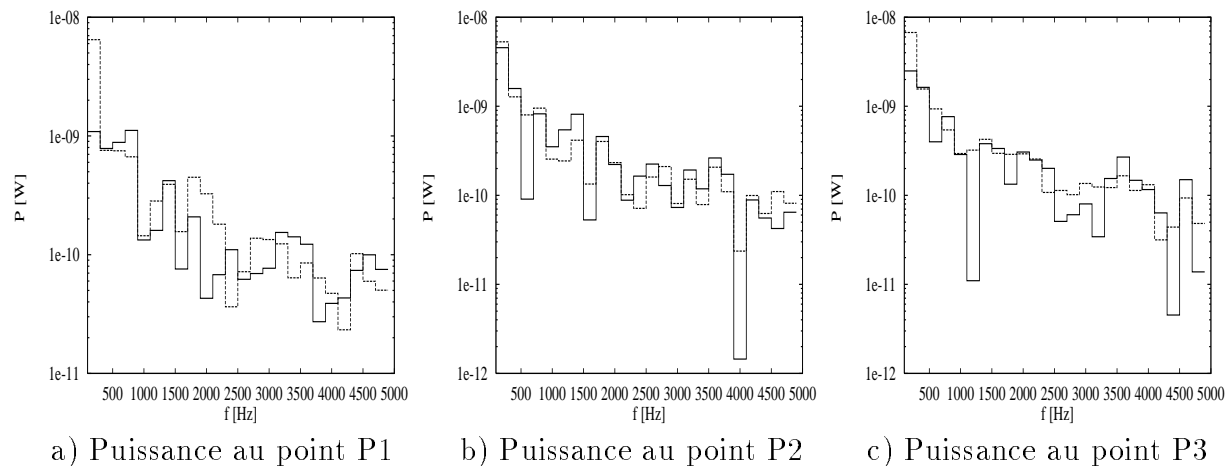 1e-08
1e-09
1e-10
1e-11
P [W]
500 1000 1500 2000 2500 3000 3500 4000 4500 5000
f [Hz]
a) Puissance au point P1
1e-08
1e-09
1e-10
1e-11
1e-12
P [W]
500 1000 1500 2000 2500 3000 3500 4000 4500 5000
f [Hz]
b) Puissance au point P2
1e-08
1e-09
1e-10
1e-11
1e-12
P [W]
500 1000 1500 2000 2500 3000 3500 4000 4500 5000
f [Hz]
c) Puissance au point P3